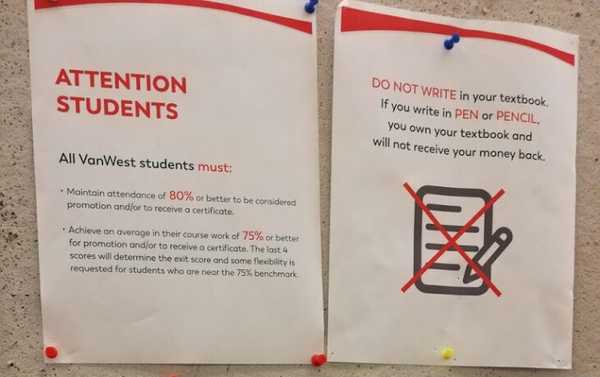 ATTENTION
STUDENTS
All VanWest students must:
• Maintain attendance of 80% or better to be considered
promotion and/or to receive a certificate.
• Achieve an average in their course work of 75% or better
for promotion and/or to receive a certificate. The last 4
scores will determine the exit score and some flexibility is
requested for students who are near the 75% benchmark.
DO NOT WRITE in your textbook.
If you write in PEN or PENCIL,
you own your textbook and
will not receive your money back.